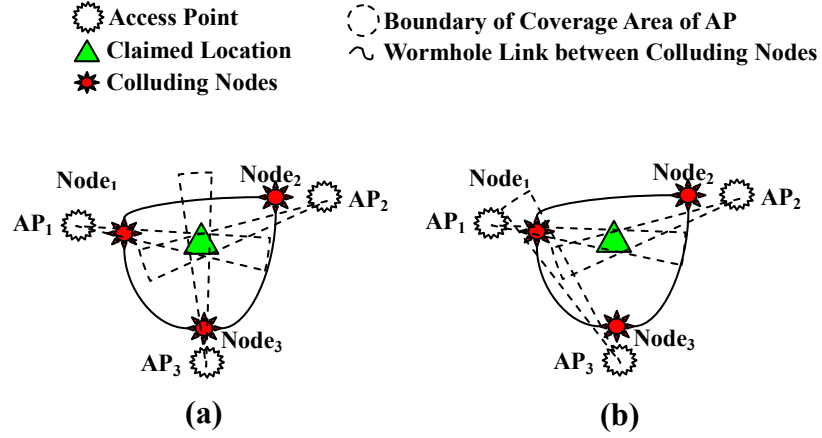 Access Point
Boundary of Coverage Area of AP
Claimed Location
Wormhole Link between Colluding Nodes
Colluding Nodes
Node1
Node2
AP1
AP2
Node3
AP3
(a)
Node1
Node2
AP1
AP2
Node3
AP3
(b)